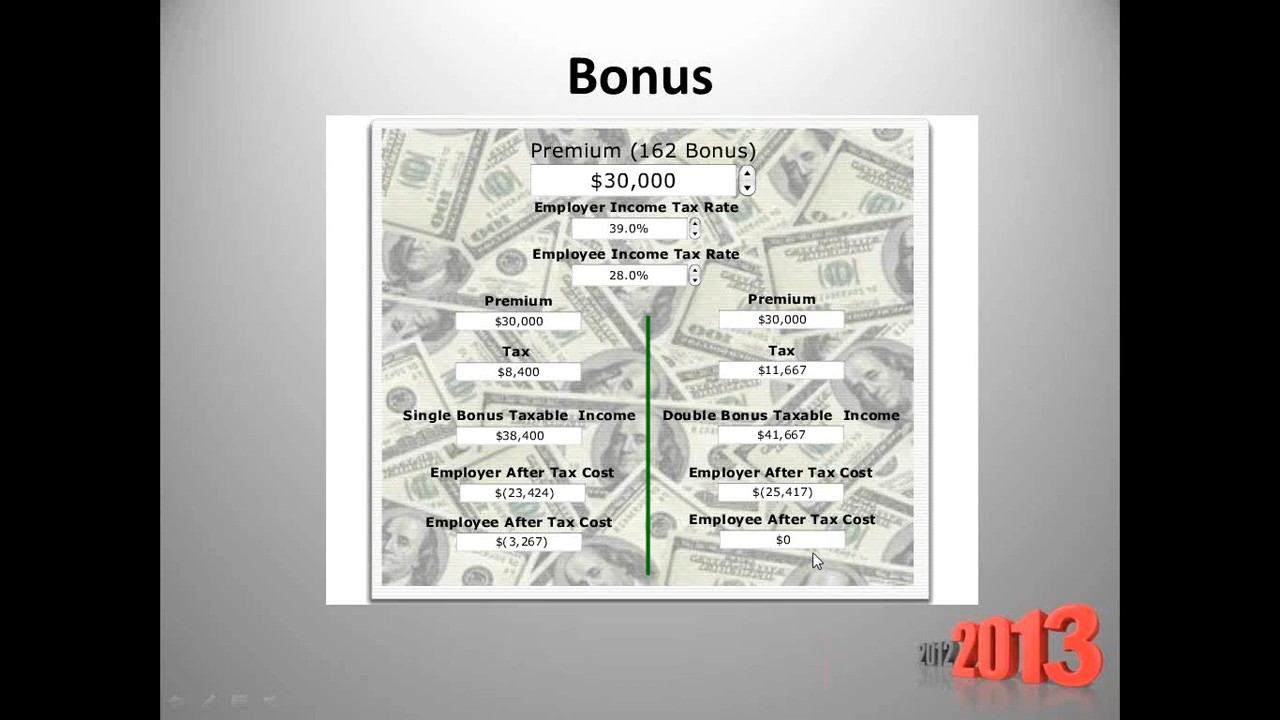 Bonus
Premium (162 Bonus)
$30,000
Employer Income Tax Rate
39.0%
Employee Income Tax Rate
28.0%
Premium
$30,000
Tax
$8,400
Single Bonus Taxable Income
$38,400
Employer After Tax Cost
$(23,424)
Employee After Tax Cost
$(3,267)
Premium
$30,000
Tax
$11,667
Double Bonus Taxable Income
$41,667
Employer After Tax Cost
$(25,417)
Employee After Tax Cost
$0
2012 2013